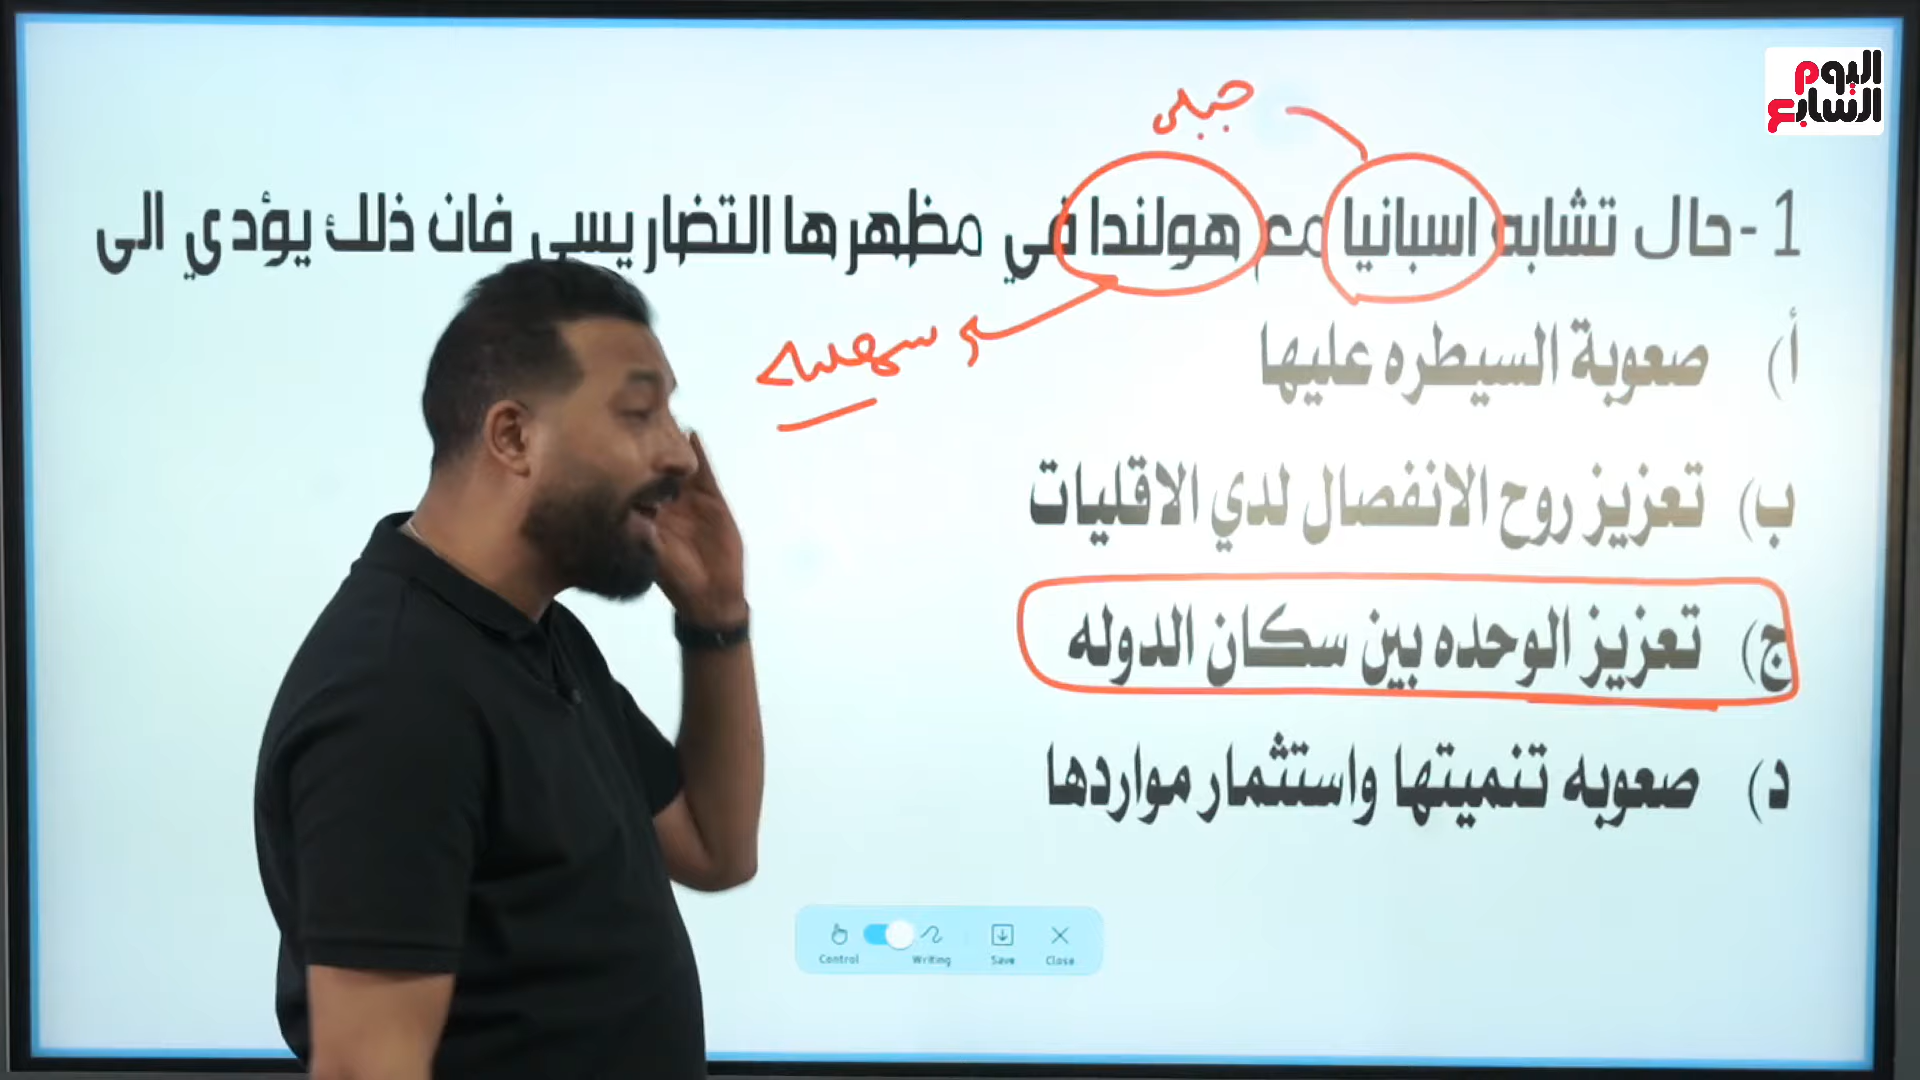 اليوم
السابع
جبلى
1- حال تشابه اسبانيا مع هولندا في مظهرها التضاريسي فان ذلك يؤدي الى
سهليه
أ) صعوبة السيطره عليها
ب) تعزيز روح الانفصال لدي الاقليات
ج) تعزيز الوحده بين سكان الدوله
د) صعوبه تنميتها واستثمار مواردها
Control Writing Save Close